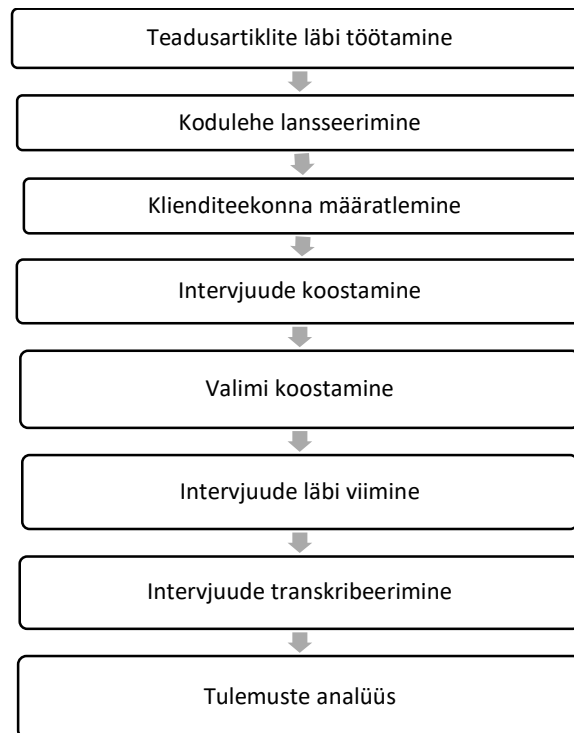 Teadusartiklite läbi töötamine
Kodulehe lansseerimine
Klienditeekonna määratlemine
Intervjuude koostamine
Valimi koostamine
Intervjuude läbi viimine
Intervjuude transkribeerimine
Tulemuste analüüs